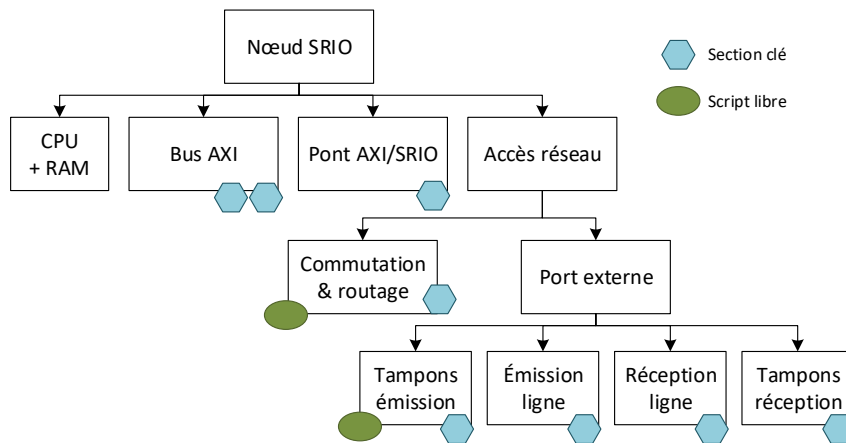 Nœud SRIO
Section clé
Script libre
CPU
+ RAM
Bus AXI
Pont AXI/SRIO
Accès réseau
Commutation
& routage
Port externe
Tampons
émission
Émission
ligne
Réception
ligne
Tampons
réception